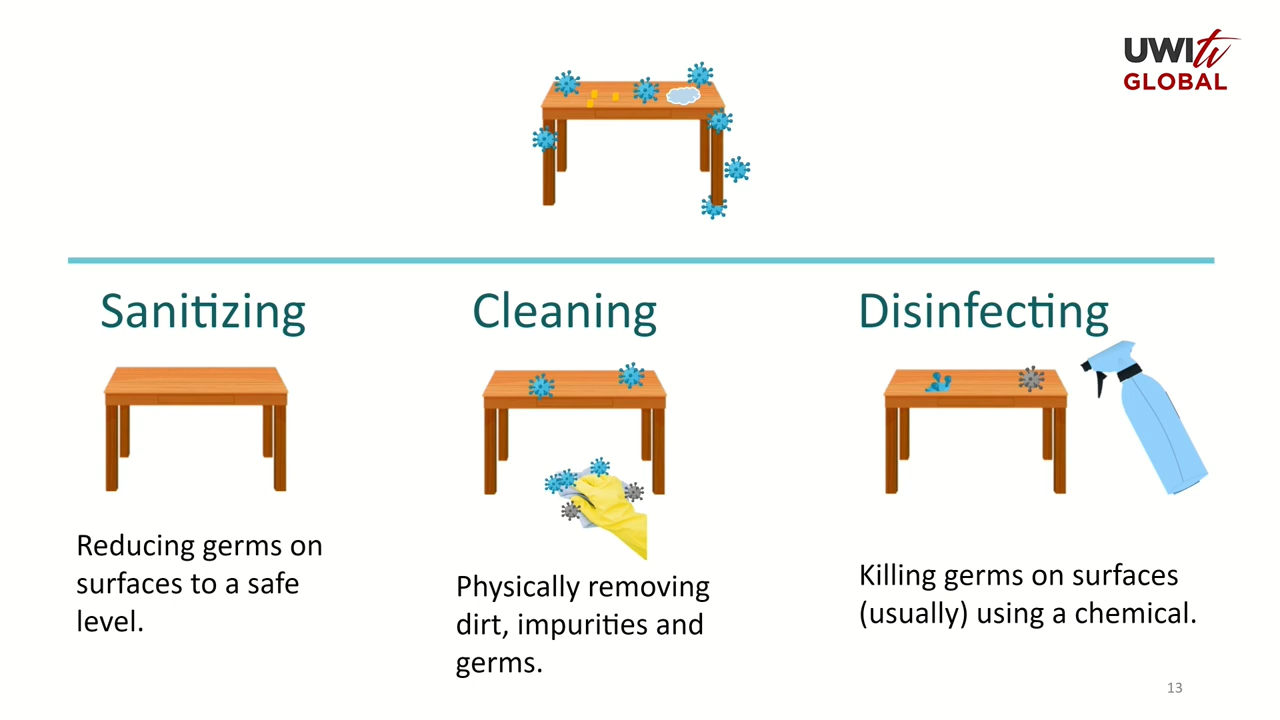 UWItv
GLOBAL
Sanitizing
Reducing germs on
surfaces to a safe
level.
Cleaning
Physically removing
dirt, impurities and
germs.
Disinfecting
Killing germs on surfaces
(usually) using a chemical.
13